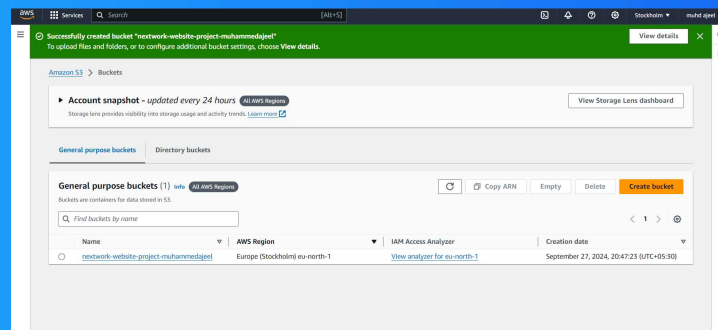 aws Services Search [Alt+S] Stockholm ▼ muhd ajeel
Successfully created bucket "nextwork-website-project-muhammedajeel" View details
To upload files and folders, or to configure additional bucket settings, choose View details.
Amazon S3 > Buckets
Account snapshot - updated every 24 hours All AWS Regions View Storage Lens dashboard
Storage lens provides visibility into storage usage and activity trends. Learn more
General purpose buckets Directory buckets
General purpose buckets (1) Info All AWS Regions Copy ARN Empty Delete Create bucket
Buckets are containers for data stored in S3.
Find buckets by name < 1 >
Name AWS Region IAM Access Analyzer Creation date
nextwork-website-project-muhammedajeel Europe (Stockholm) eu-north-1 View analyzer for eu-north-1 September 27, 2024, 20:47:23 (UTC+05:30)